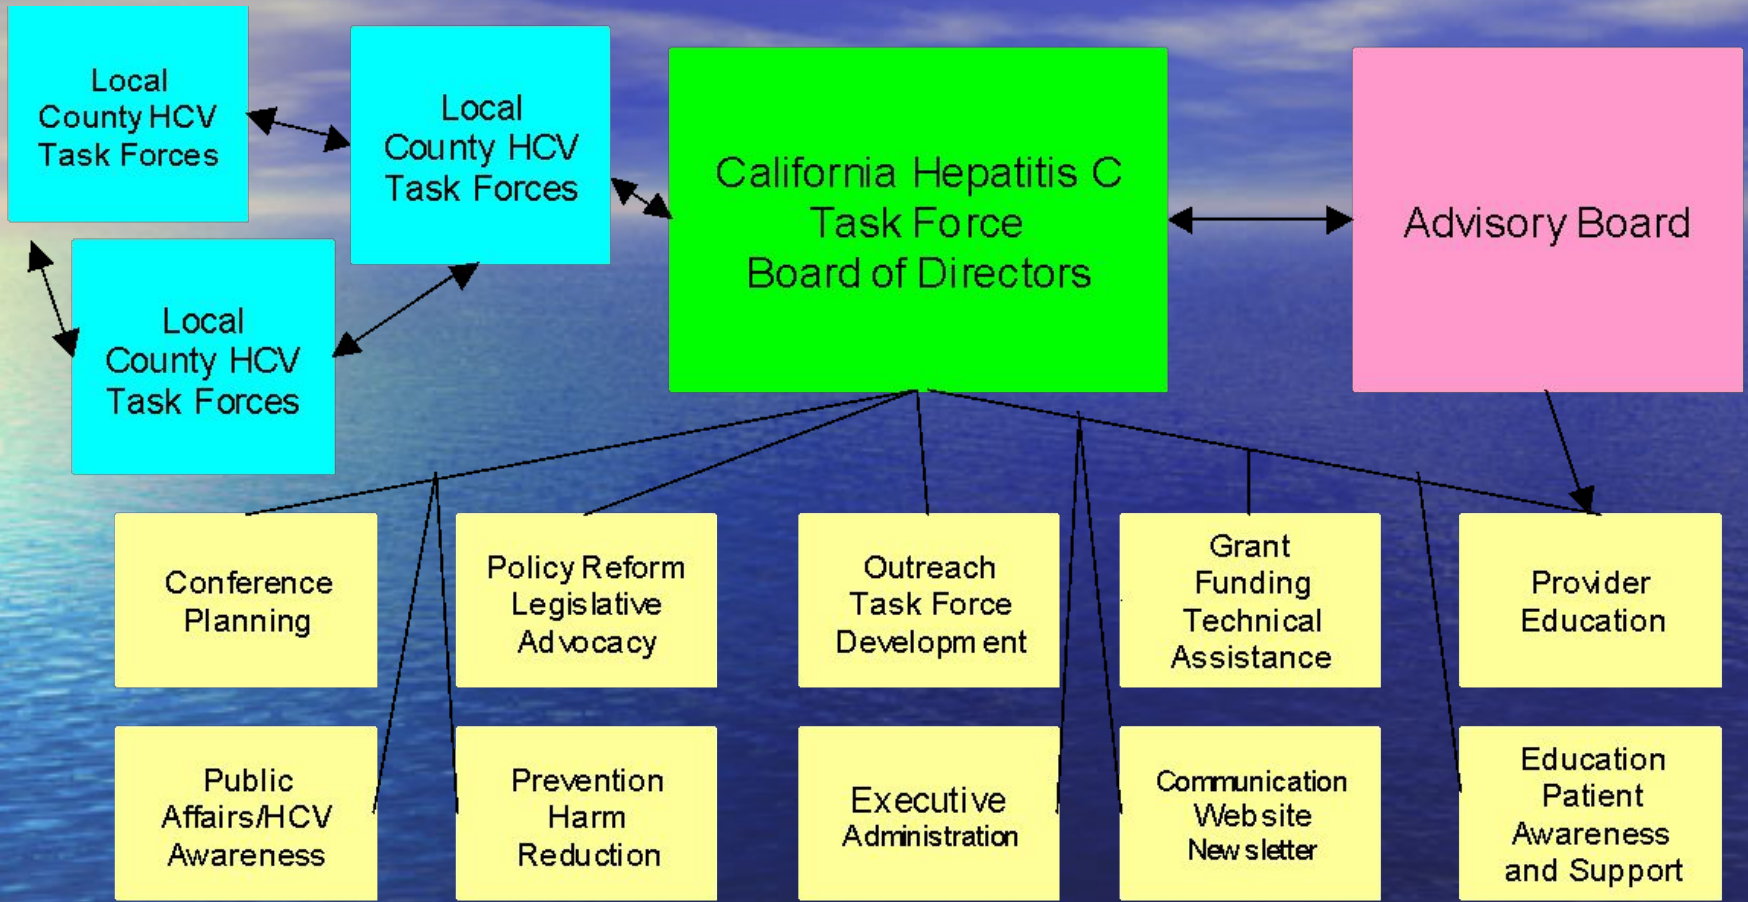 Local
County HCV
Task Forces
Local
County HCV
Task Forces
Local
County HCV
Task Forces
California Hepatitis C
Task Force
Board of Directors
Advisory Board
Conference
Planning
Policy Reform
Legislative
Advocacy
Outreach
Task Force
Development
Grant
Funding
Technical
Assistance
Provider
Education
Public
Affairs/HCV
Awareness
Prevention
Harm
Reduction
Executive
Administration
Communication
Website
Newsletter
Education
Patient
Awareness
and Support